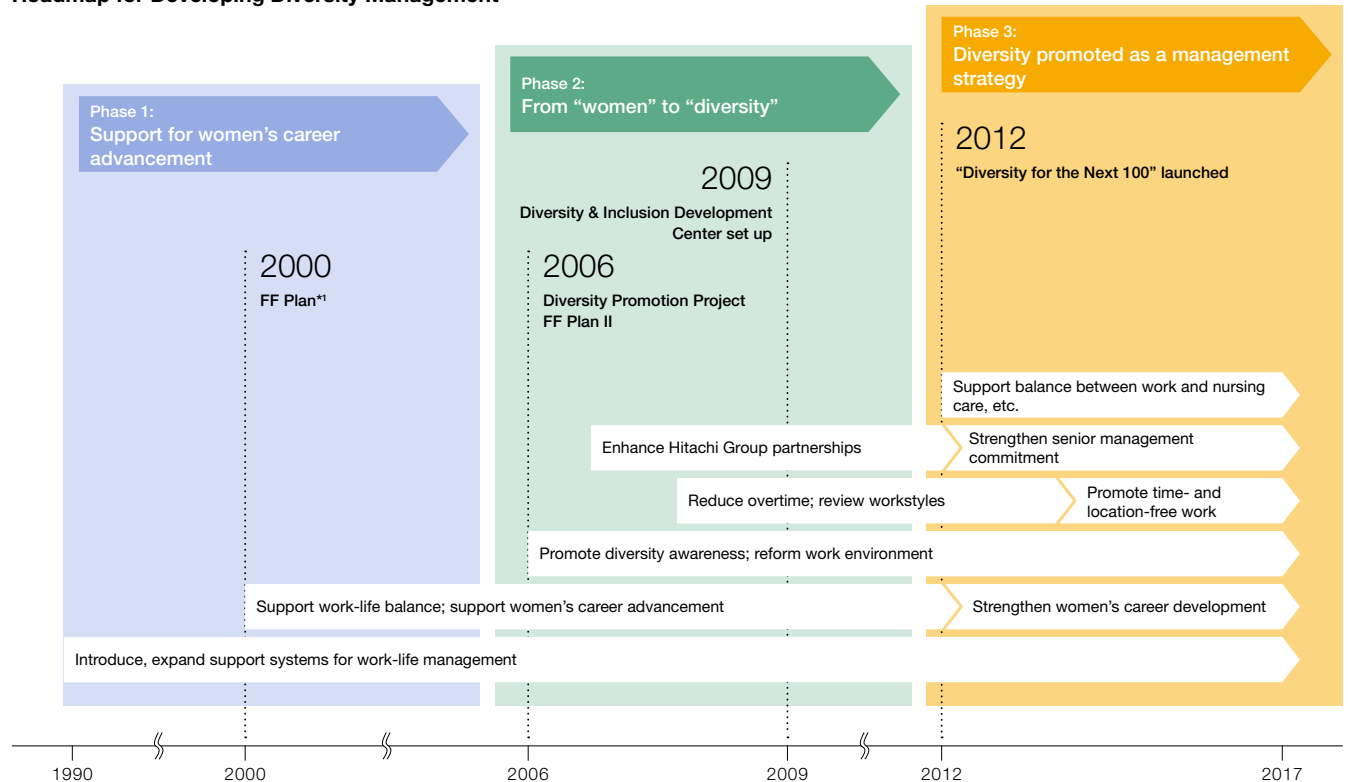 Roadmap for Developing Diversity Management
Phase 1:
Support for women’s career
advancement
2000
FF Plan*1
Phase 2:
From “women” to “diversity”
2009
Diversity & Inclusion Development
Center set up
2006
Diversity Promotion Project
FF Plan II
Phase 3:
Diversity promoted as a management
strategy
2012
“Diversity for the Next 100” launched
Support balance between work and nursing
care, etc.
Enhance Hitachi Group partnerships
Strengthen senior management
commitment
Reduce overtime; review workstyles
Promote time- and
location-free work
Promote diversity awareness; reform work environment
Support work-life balance; support women’s career advancement
Strengthen women’s career development
Introduce, expand support systems for work-life management
1990
2000
2006
2009
2012
2017